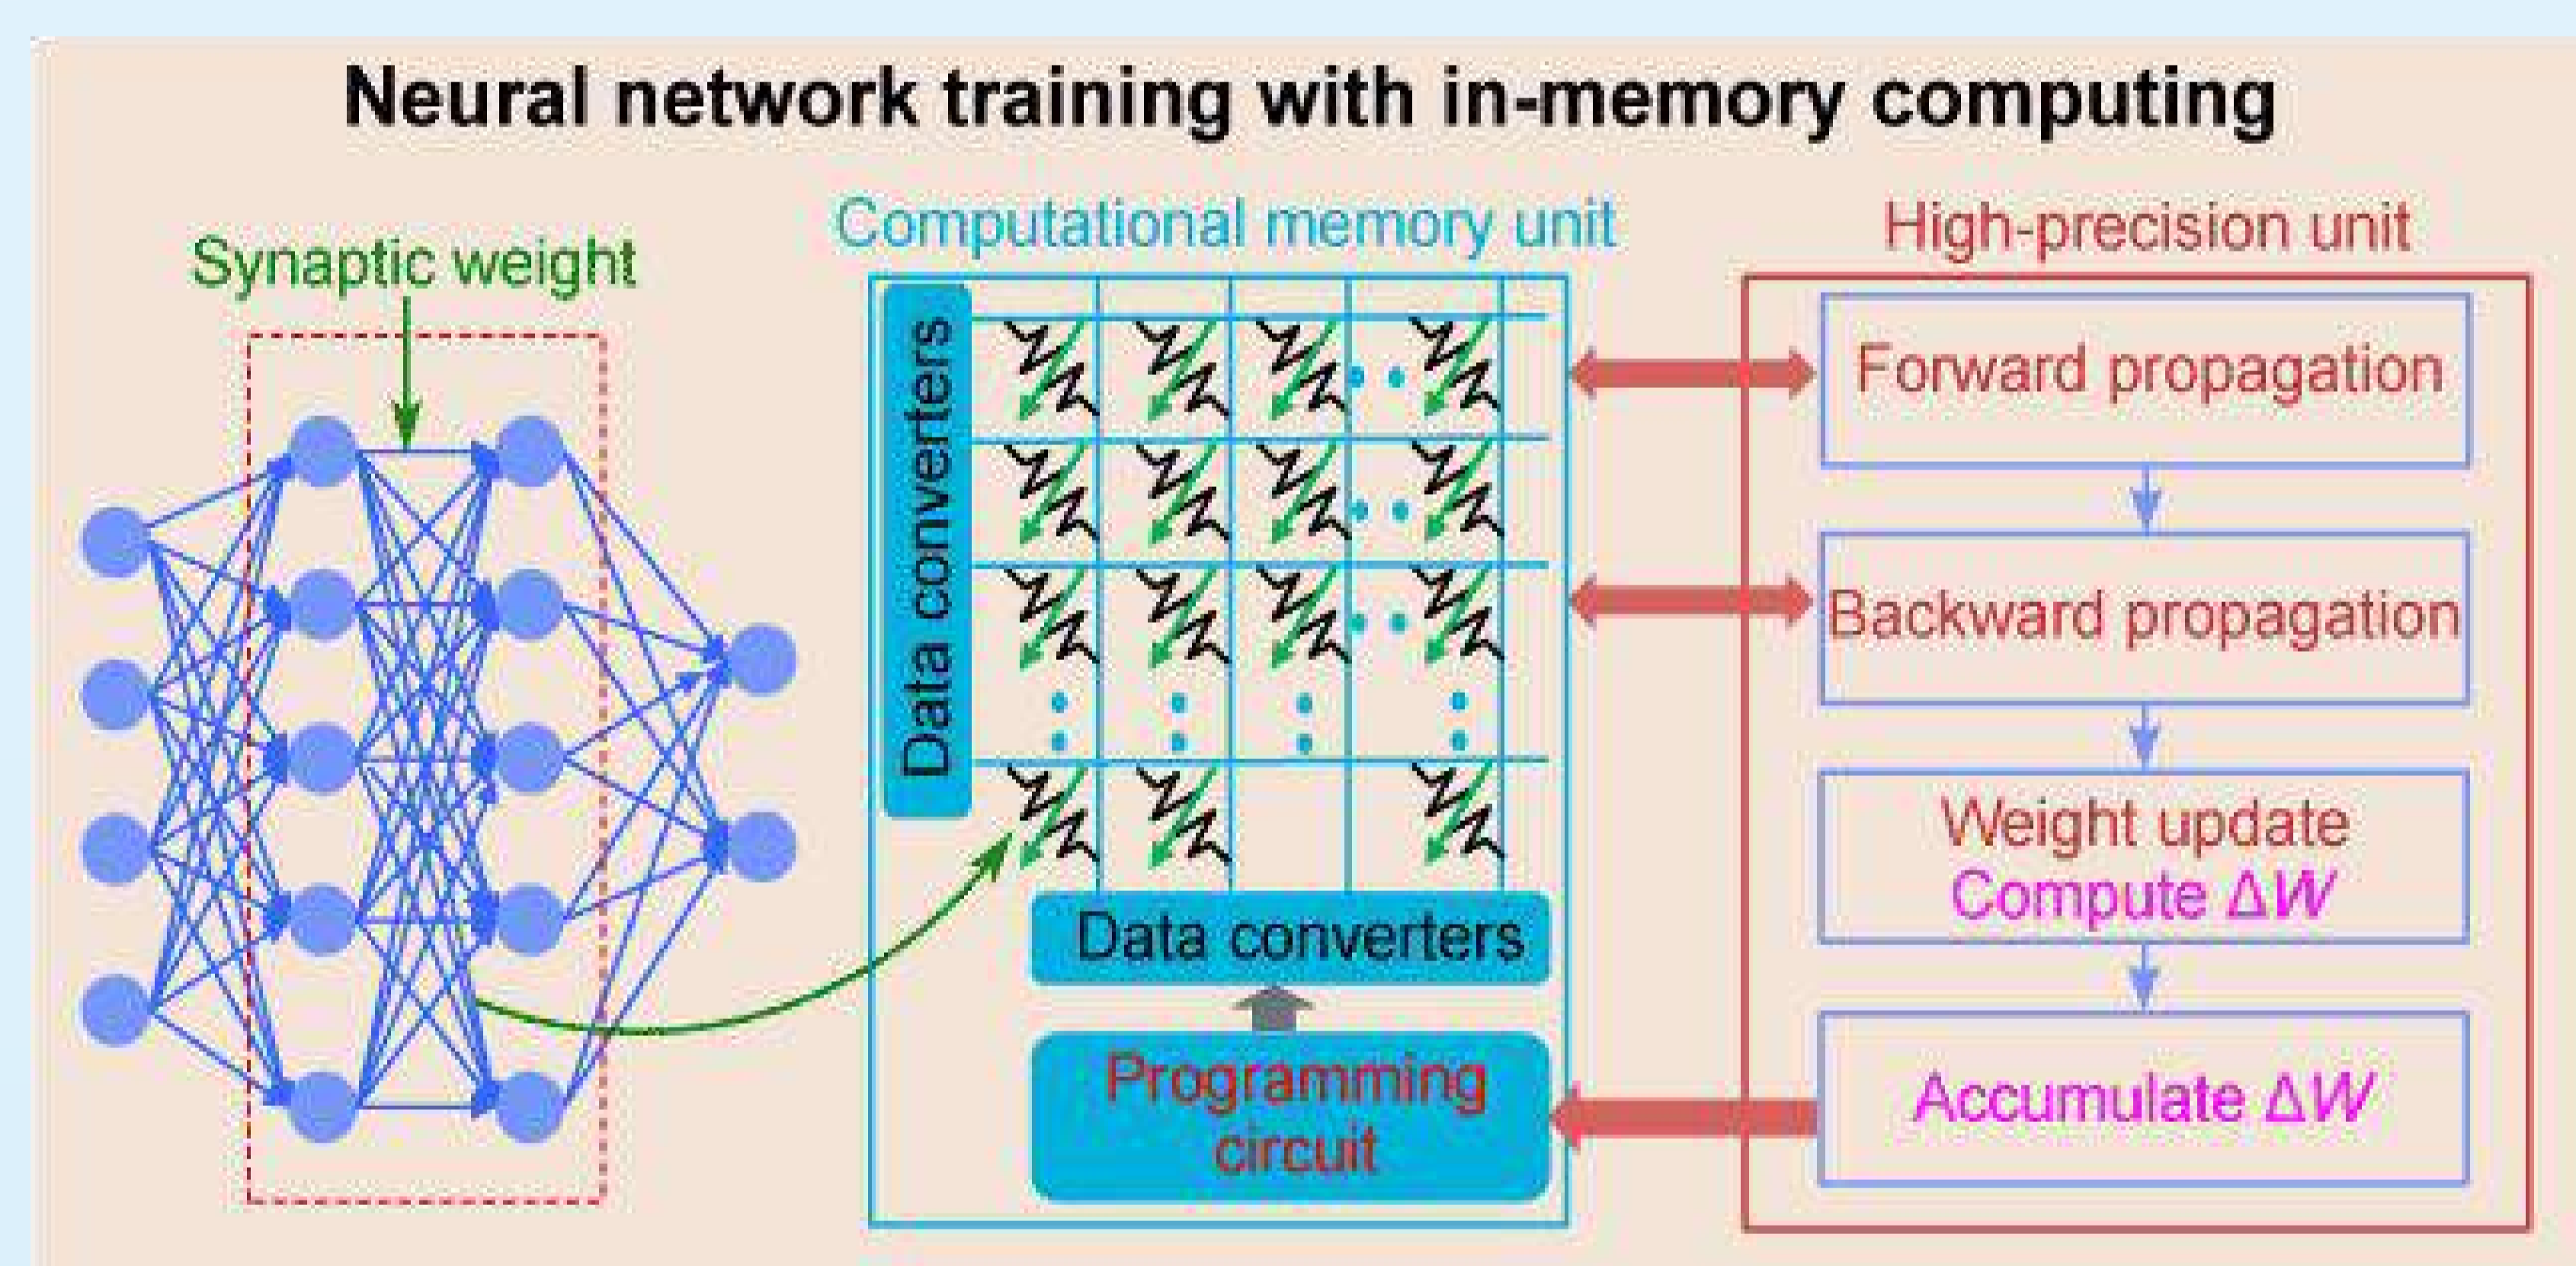 Neural network training with in-memory computing
Synaptic weight
Computational memory unit
Data converters
Data converters
Programming
circuit
High-precision unit
Forward propagation
Backward propagation
Weight update
Compute ΔW
Accumulate ΔW